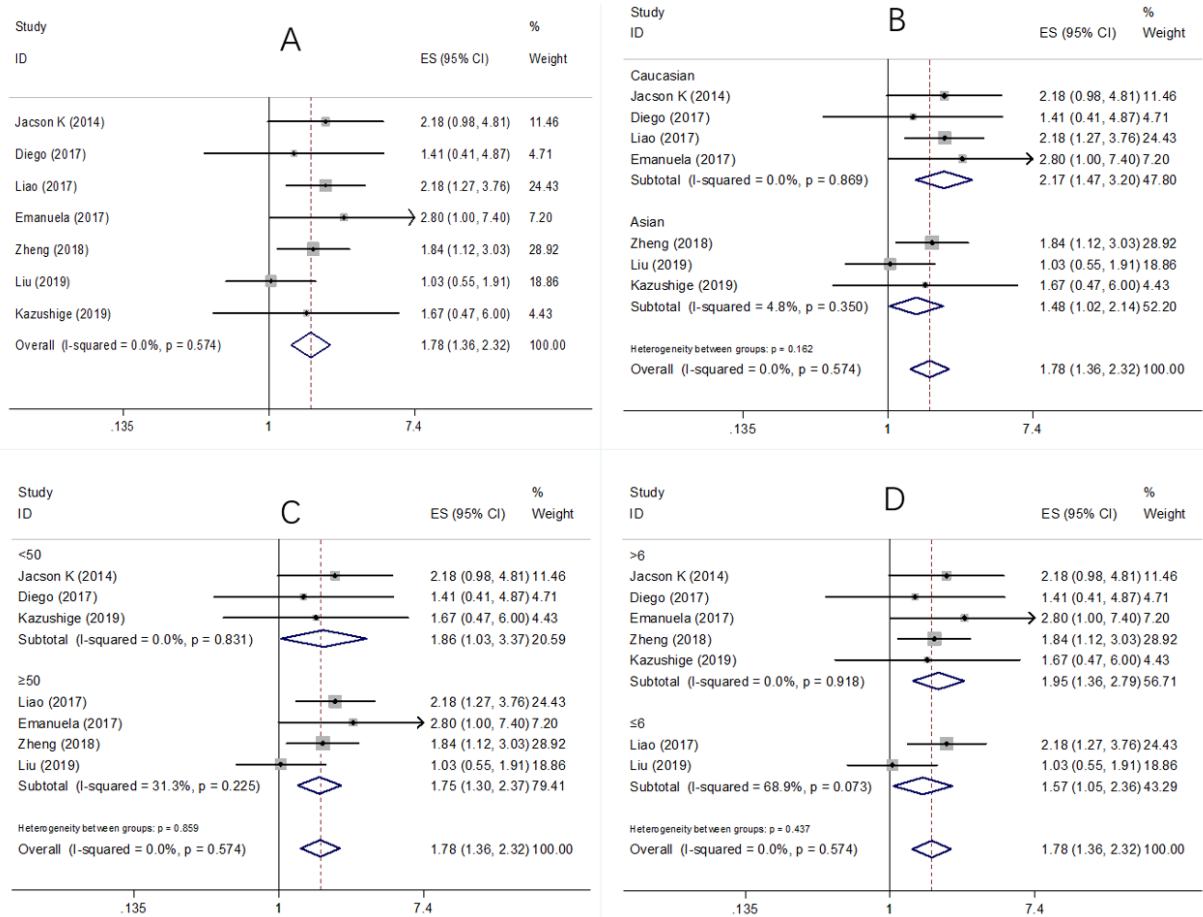 A
Study %
ID ES (95% CI) Weight
Jacson K (2014) 2.18 (0.98, 4.81) 11.46
Diego (2017) 1.41 (0.41, 4.87) 4.71
Liao (2017) 2.18 (1.27, 3.76) 24.43
Emanuela (2017) 2.80 (1.00, 7.40) 7.20
Zheng (2018) 1.84 (1.12, 3.03) 28.92
Liu (2019) 1.03 (0.55, 1.91) 18.86
Kazushige (2019) 1.67 (0.47, 6.00) 4.43
Overall (I-squared = 0.0%, p = 0.574) 1.78 (1.36, 2.32) 100.00
.135 1 7.4
B
Study %
ID ES (95% CI) Weight
Caucasian
Jacson K (2014) 2.18 (0.98, 4.81) 11.46
Diego (2017) 1.41 (0.41, 4.87) 4.71
Liao (2017) 2.18 (1.27, 3.76) 24.43
Emanuela (2017) 2.80 (1.00, 7.40) 7.20
Subtotal (I-squared = 0.0%, p = 0.869) 2.17 (1.47, 3.20) 47.80
Asian
Zheng (2018) 1.84 (1.12, 3.03) 28.92
Liu (2019) 1.03 (0.55, 1.91) 18.86
Kazushige (2019) 1.67 (0.47, 6.00) 4.43
Subtotal (I-squared = 4.8%, p = 0.350) 1.48 (1.02, 2.14) 52.20
Heterogeneity between groups: p = 0.162
Overall (I-squared = 0.0%, p = 0.574) 1.78 (1.36, 2.32) 100.00
.135 1 7.4
C
Study %
ID ES (95% CI) Weight
<50
Jacson K (2014) 2.18 (0.98, 4.81) 11.46
Diego (2017) 1.41 (0.41, 4.87) 4.71
Kazushige (2019) 1.67 (0.47, 6.00) 4.43
Subtotal (I-squared = 0.0%, p = 0.831) 1.86 (1.03, 3.37) 20.59
≥50
Liao (2017) 2.18 (1.27, 3.76) 24.43
Emanuela (2017) 2.80 (1.00, 7.40) 7.20
Zheng (2018) 1.84 (1.12, 3.03) 28.92
Liu (2019) 1.03 (0.55, 1.91) 18.86
Subtotal (I-squared = 31.3%, p = 0.225) 1.75 (1.30, 2.37) 79.41
Heterogeneity between groups: p = 0.859
Overall (I-squared = 0.0%, p = 0.574) 1.78 (1.36, 2.32) 100.00
.135 1 7.4
D
Study %
ID ES (95% CI) Weight
>6
Jacson K (2014) 2.18 (0.98, 4.81) 11.46
Diego (2017) 1.41 (0.41, 4.87) 4.71
Emanuela (2017) 2.80 (1.00, 7.40) 7.20
Zheng (2018) 1.84 (1.12, 3.03) 28.92
Kazushige (2019) 1.67 (0.47, 6.00) 4.43
Subtotal (I-squared = 0.0%, p = 0.918) 1.95 (1.36, 2.79) 56.71
≤6
Liao (2017) 2.18 (1.27, 3.76) 24.43
Liu (2019) 1.03 (0.55, 1.91) 18.86
Subtotal (I-squared = 68.9%, p = 0.073) 1.57 (1.05, 2.36) 43.29
Heterogeneity between groups: p = 0.437
Overall (I-squared = 0.0%, p = 0.574) 1.78 (1.36, 2.32) 100.00
.135 1 7.4